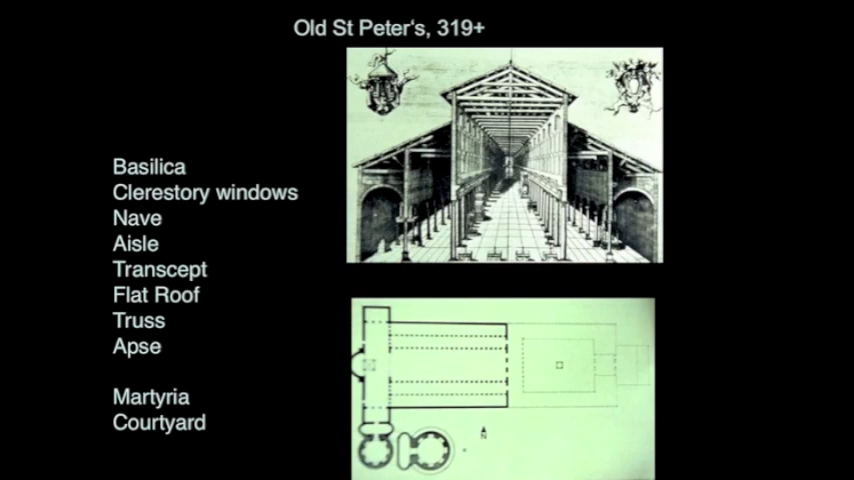 Old St Peter's, 319+
Basilica
Clerestory windows
Nave
Aisle
Transcept
Flat Roof
Truss
Apse
Martyria
Courtyard
N